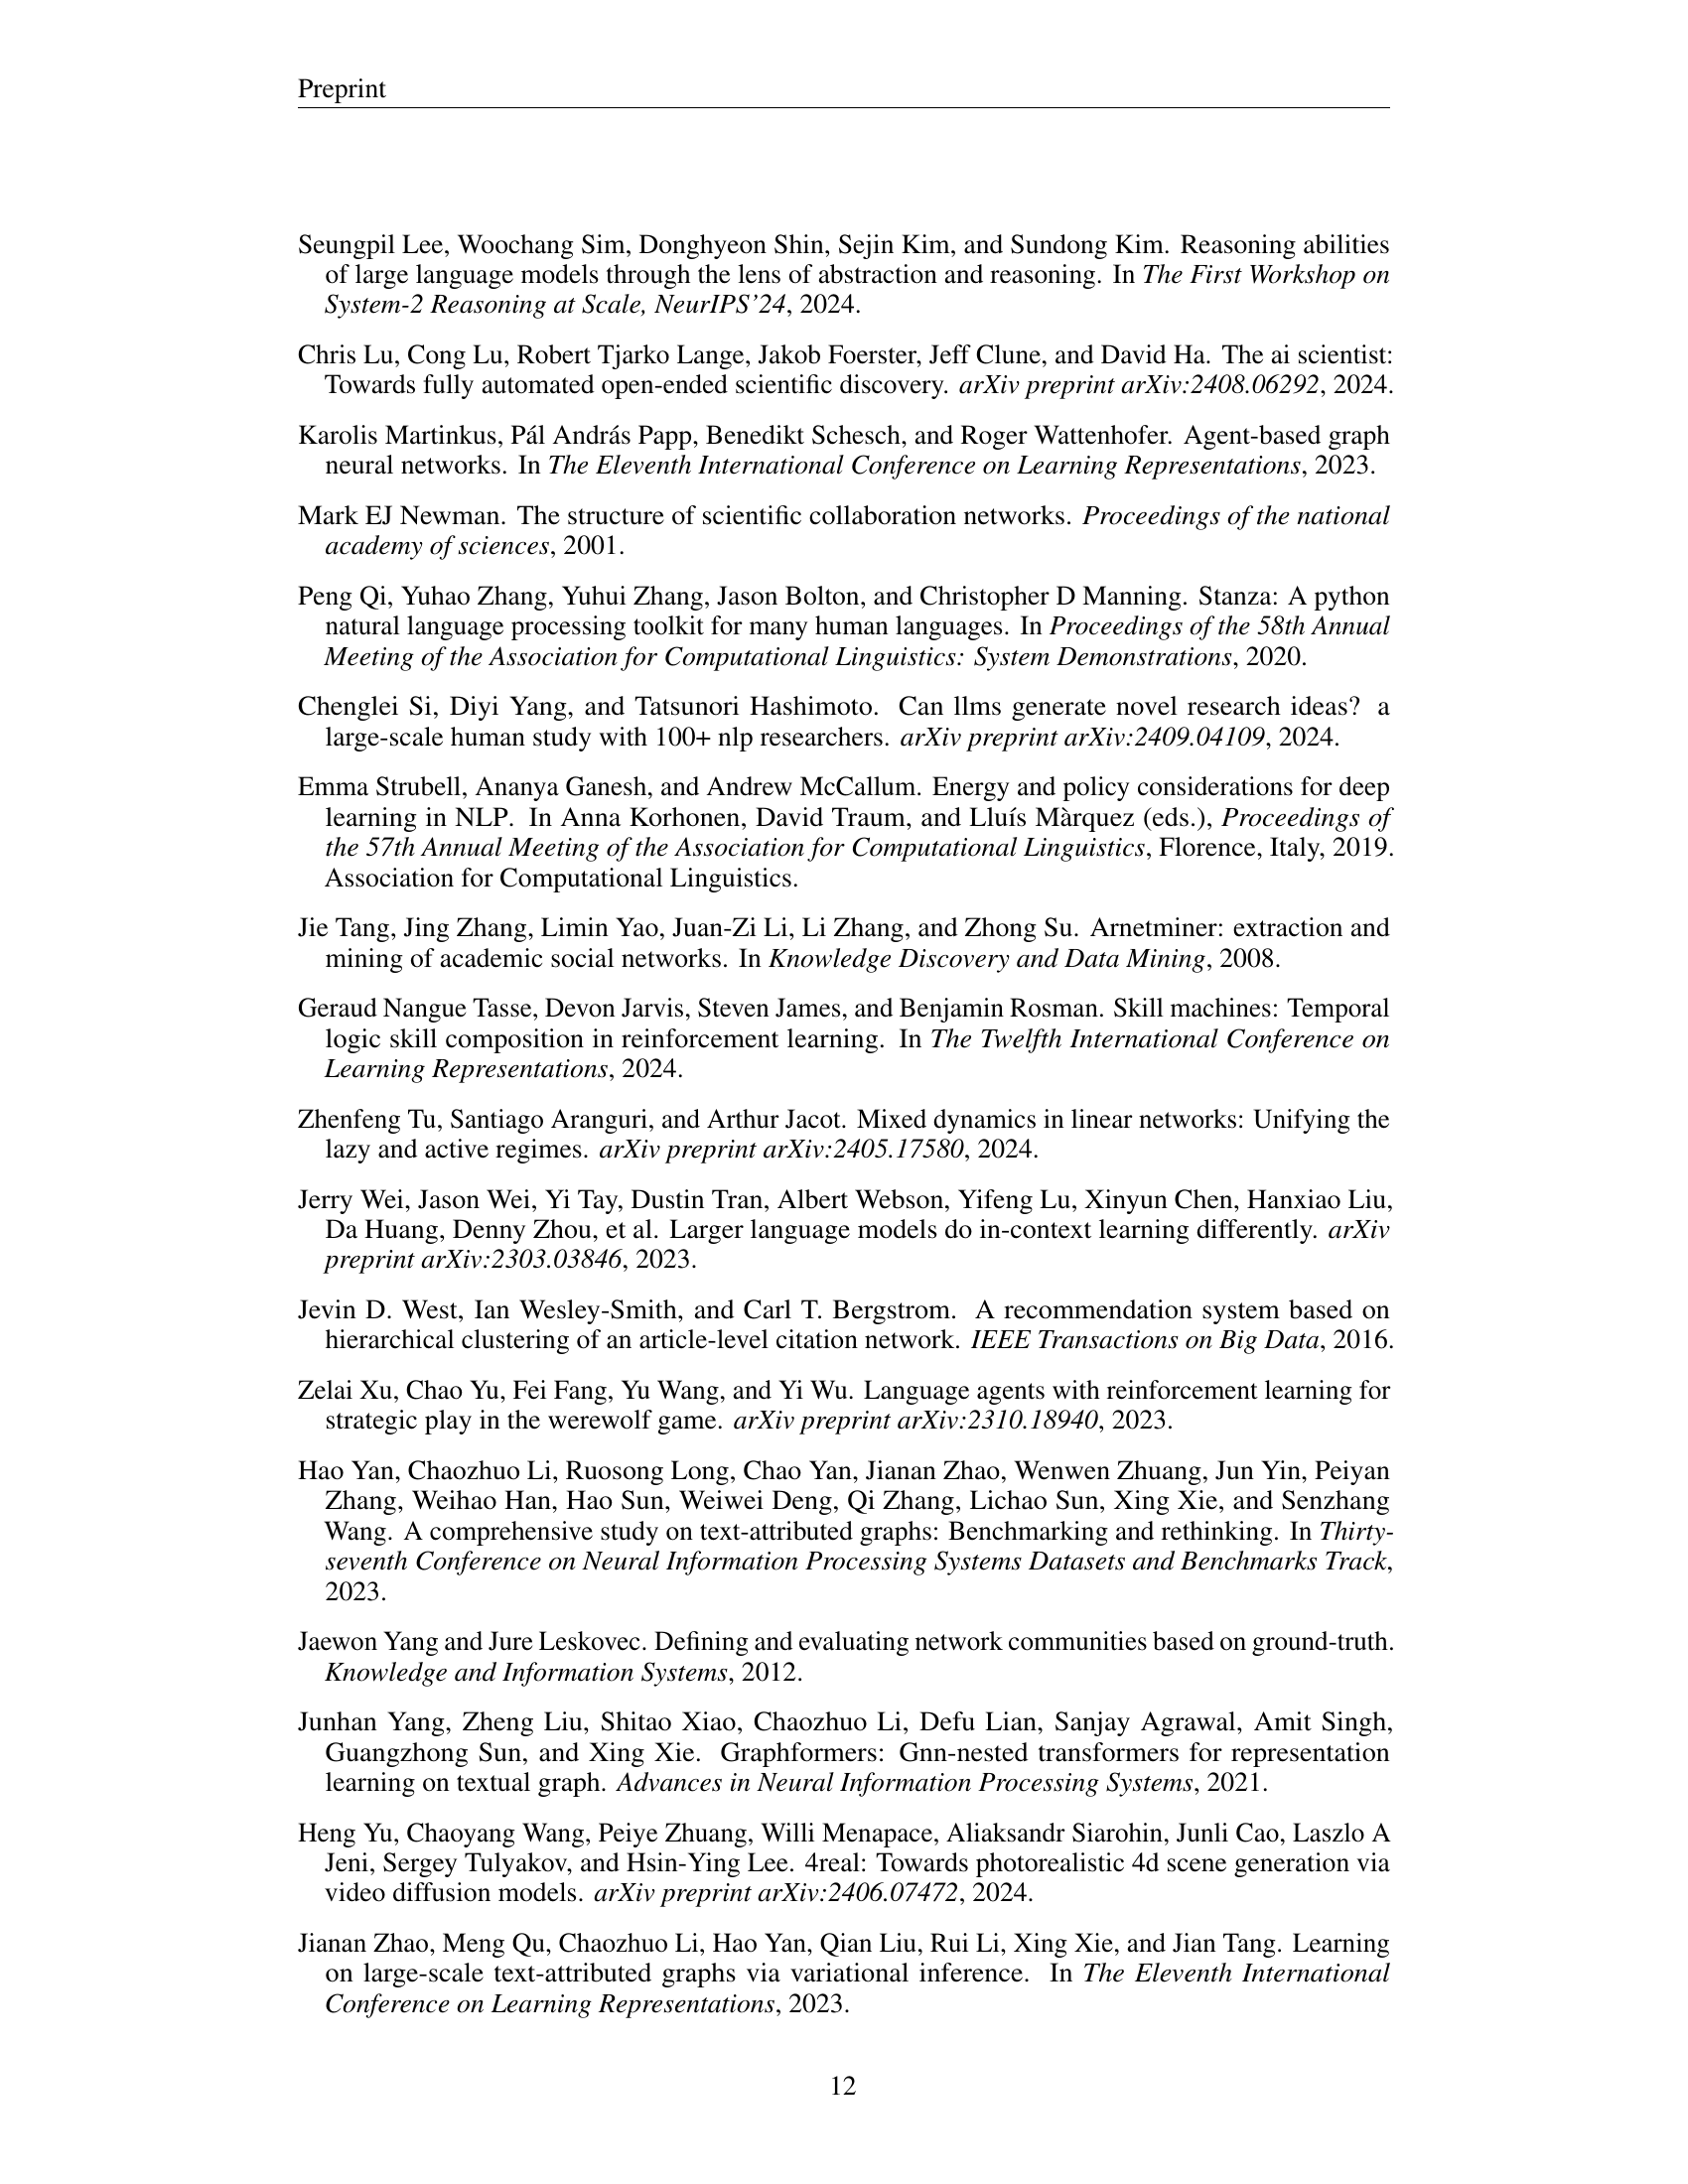 Preprint
Seungpil Lee, Woochang Sim, Donghyeon Shin, Sejin Kim, and Sundong Kim. Reasoning abilities
of large language models through the lens of abstraction and reasoning. In The First Workshop on
System-2 Reasoning at Scale, NeurIPS’24, 2024.
Chris Lu, Cong Lu, Robert Tjarko Lange, Jakob Foerster, Jeff Clune, and David Ha. The ai scientist:
Towards fully automated open-ended scientific discovery. arXiv preprint arXiv:2408.06292, 2024.
Karolis Martinkus, Pál András Papp, Benedikt Schesch, and Roger Wattenhofer. Agent-based graph
neural networks. In The Eleventh International Conference on Learning Representations, 2023.
Mark EJ Newman. The structure of scientific collaboration networks. Proceedings of the national
academy of sciences, 2001.
Peng Qi, Yuhao Zhang, Yuhui Zhang, Jason Bolton, and Christopher D Manning. Stanza: A python
natural language processing toolkit for many human languages. In Proceedings of the 58th Annual
Meeting of the Association for Computational Linguistics: System Demonstrations, 2020.
Chenglei Si, Diyi Yang, and Tatsunori Hashimoto. Can llms generate novel research ideas? a
large-scale human study with 100+ nlp researchers. arXiv preprint arXiv:2409.04109, 2024.
Emma Strubell, Ananya Ganesh, and Andrew McCallum. Energy and policy considerations for deep
learning in NLP. In Anna Korhonen, David Traum, and Lluís Màrquez (eds.), Proceedings of
the 57th Annual Meeting of the Association for Computational Linguistics, Florence, Italy, 2019.
Association for Computational Linguistics.
Jie Tang, Jing Zhang, Limin Yao, Juan-Zi Li, Li Zhang, and Zhong Su. Arnetminer: extraction and
mining of academic social networks. In Knowledge Discovery and Data Mining, 2008.
Geraud Nangue Tasse, Devon Jarvis, Steven James, and Benjamin Rosman. Skill machines: Temporal
logic skill composition in reinforcement learning. In The Twelfth International Conference on
Learning Representations, 2024.
Zhenfeng Tu, Santiago Aranguri, and Arthur Jacot. Mixed dynamics in linear networks: Unifying the
lazy and active regimes. arXiv preprint arXiv:2405.17580, 2024.
Jerry Wei, Jason Wei, Yi Tay, Dustin Tran, Albert Webson, Yifeng Lu, Xinyun Chen, Hanxiao Liu,
Da Huang, Denny Zhou, et al. Larger language models do in-context learning differently. arXiv
preprint arXiv:2303.03846, 2023.
Jevin D. West, Ian Wesley-Smith, and Carl T. Bergstrom. A recommendation system based on
hierarchical clustering of an article-level citation network. IEEE Transactions on Big Data, 2016.
Zelai Xu, Chao Yu, Fei Fang, Yu Wang, and Yi Wu. Language agents with reinforcement learning for
strategic play in the werewolf game. arXiv preprint arXiv:2310.18940, 2023.
Hao Yan, Chaozhuo Li, Ruosong Long, Chao Yan, Jianan Zhao, Wenwen Zhuang, Jun Yin, Peiyan
Zhang, Weihao Han, Hao Sun, Weiwei Deng, Qi Zhang, Lichao Sun, Xing Xie, and Senzhang
Wang. A comprehensive study on text-attributed graphs: Benchmarking and rethinking. In Thirty-
seventh Conference on Neural Information Processing Systems Datasets and Benchmarks Track,
2023.
Jaewon Yang and Jure Leskovec. Defining and evaluating network communities based on ground-truth.
Knowledge and Information Systems, 2012.
Junhan Yang, Zheng Liu, Shitao Xiao, Chaozhuo Li, Defu Lian, Sanjay Agrawal, Amit Singh,
Guangzhong Sun, and Xing Xie. Graphformers: Gnn-nested transformers for representation
learning on textual graph. Advances in Neural Information Processing Systems, 2021.
Heng Yu, Chaoyang Wang, Peiye Zhuang, Willi Menapace, Aliaksandr Siarohin, Junli Cao, Laszlo A
Jeni, Sergey Tulyakov, and Hsin-Ying Lee. 4real: Towards photorealistic 4d scene generation via
video diffusion models. arXiv preprint arXiv:2406.07472, 2024.
Jianan Zhao, Meng Qu, Chaozhuo Li, Hao Yan, Qian Liu, Rui Li, Xing Xie, and Jian Tang. Learning
on large-scale text-attributed graphs via variational inference. In The Eleventh International
Conference on Learning Representations, 2023.
12